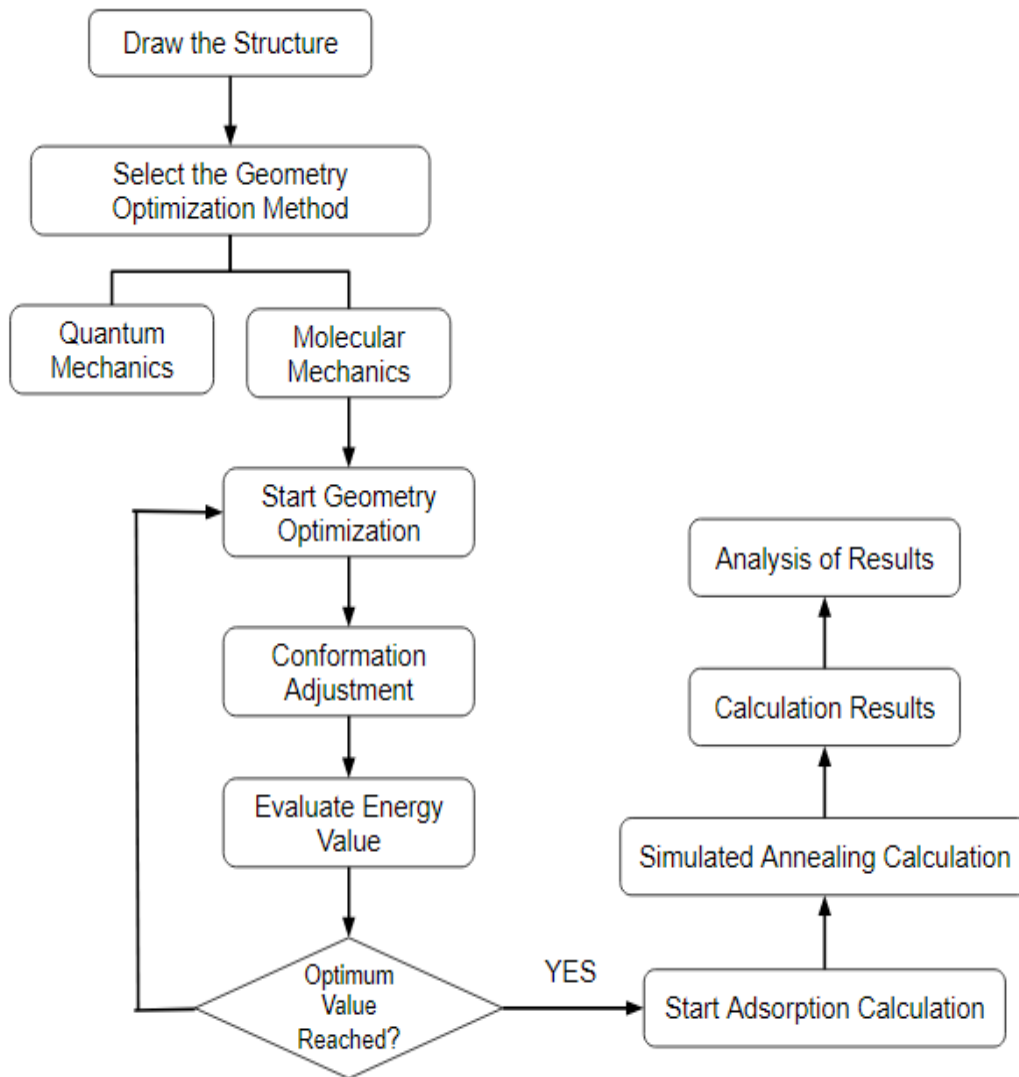 Draw the Structure
Select the Geometry
Optimization Method
Quantum
Mechanics
Molecular
Mechanics
Start Geometry
Optimization
Conformation
Adjustment
Evaluate Energy
Value
Optimum
Value
Reached?
YES
Start Adsorption Calculation
Simulated Annealing Calculation
Calculation Results
Analysis of Results